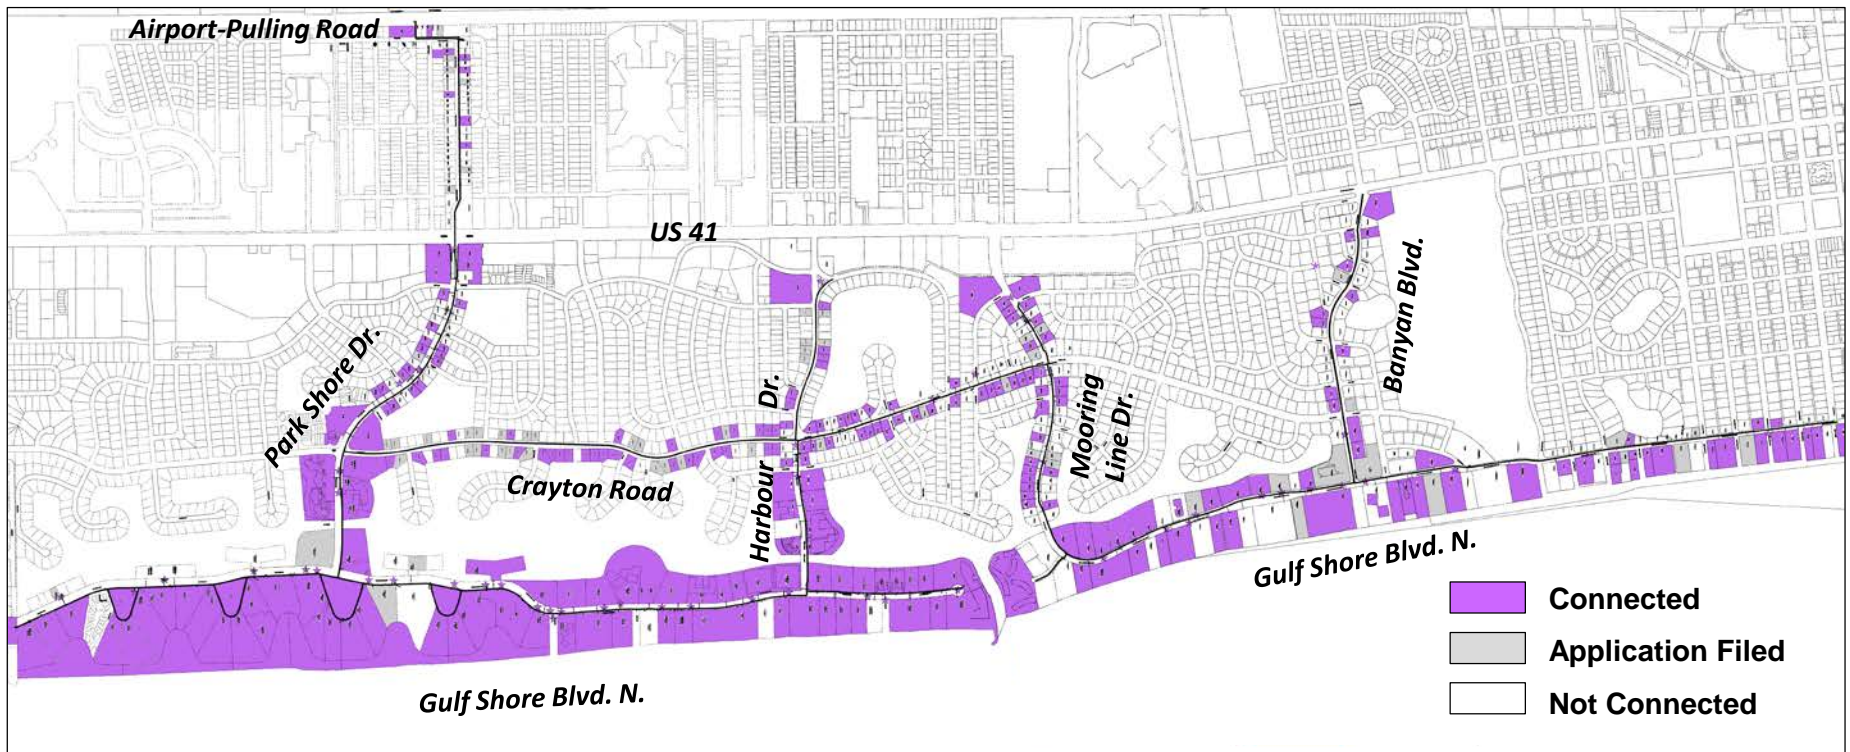 Airport-Pulling Road
US 41
Park Shore Dr.
Banyan Blvd.
Harbour Dr.
Mooring
Line Dr.
Crayton Road
Gulf Shore Blvd. N.
Gulf Shore Blvd. N.
Connected
Application Filed
Not Connected